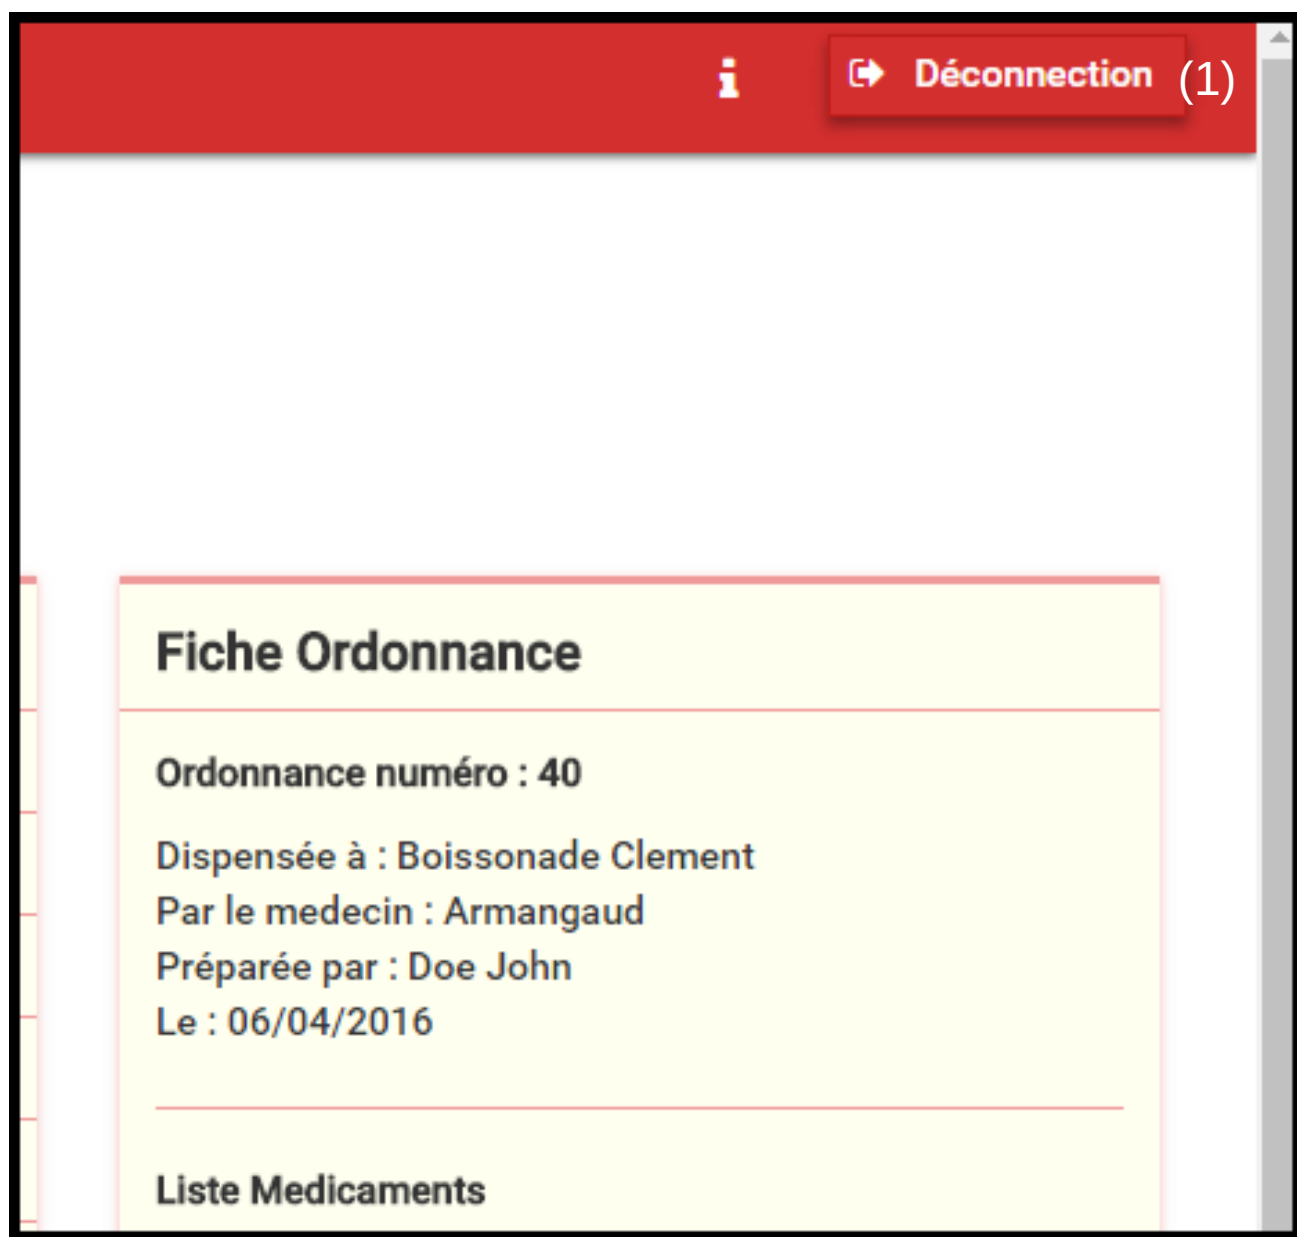 Déconnection (1)
Fiche Ordonnance
Ordonnance numéro : 40
Dispensée à : Boissonade Clement
Par le medecin : Armangaud
Préparée par : Doe John
Le : 06/04/2016
Liste Medicaments